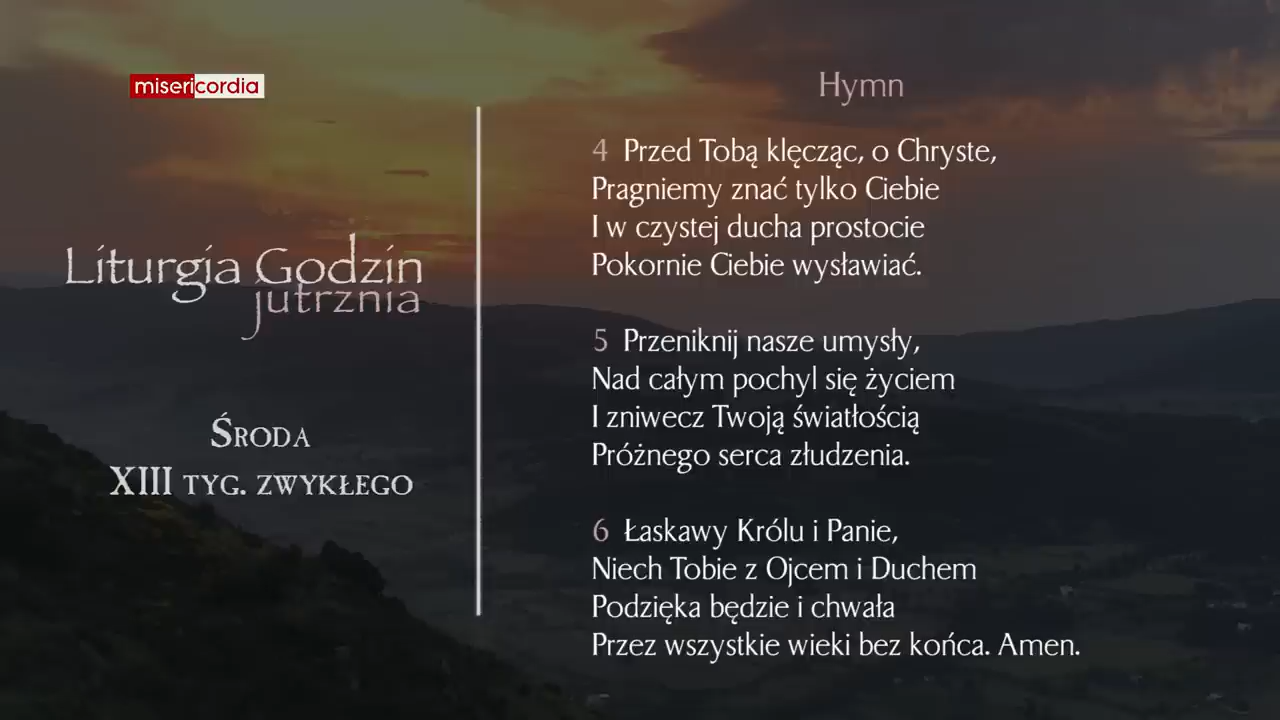 misericordia
Liturgia Godzin
jutrznia
Środa
XIII tyg. zwykłego
Hymn
4 Przed Tobą klęcząc, o Chryste,
Pragniemy znać tylko Ciebie
I w czystej ducha prostocie
Pokornie Ciebie wysławiać.
5 Przeniknij nasze umysły,
Nad całym pochyl się życiem
I zniwecz Twoją światłością
Próżnego serca złudzenia.
6 Łaskawy Królu i Panie,
Niech Tobie z Ojcem i Duchem
Podzięka będzie i chwała
Przez wszystkie wieki bez końca. Amen.